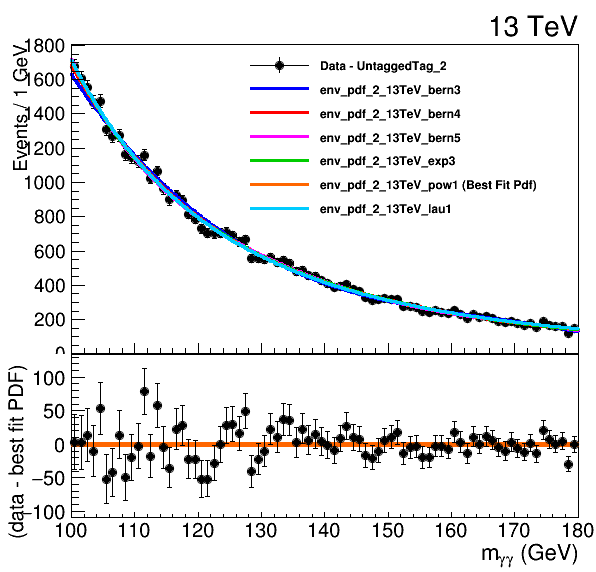 13 TeV
Events / 1 GeV
1800
1600
1400
1200
1000
800
600
400
200
0
Data - UntaggedTag_2
env_pdf_2_13TeV_bern3
env_pdf_2_13TeV_bern4
env_pdf_2_13TeV_bern5
env_pdf_2_13TeV_exp3
env_pdf_2_13TeV_pow1 (Best Fit Pdf)
env_pdf_2_13TeV_lau1
(data - best fit PDF)
100
50
0
−50
−100
100 110 120 130 140 150 160 170 180
mγγ (GeV)